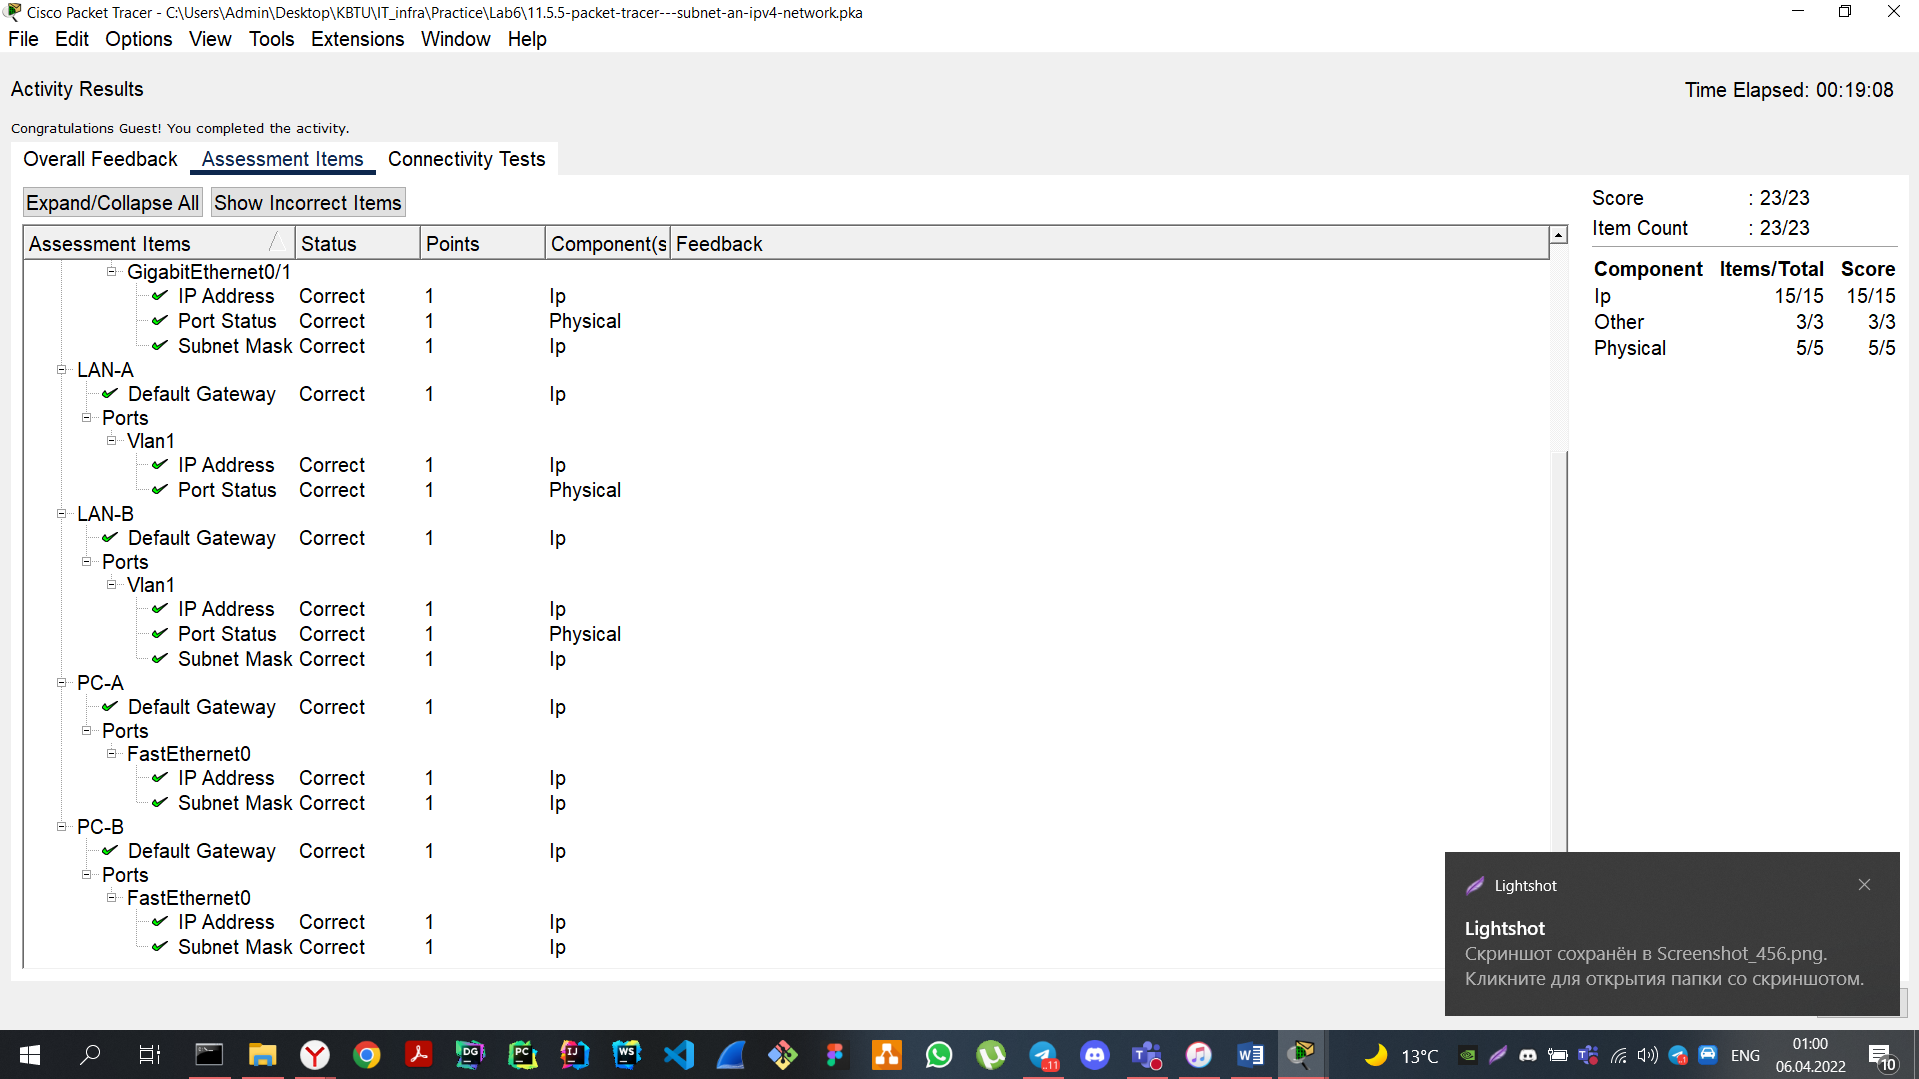 Cisco Packet Tracer - C:\Users\Admin\Desktop\KBTU\IT_infra\Practice\Lab6\11.5.5-packet-tracer---subnet-an-ipv4-network.pka
File Edit Options View Tools Extensions Window Help
Activity Results
Time Elapsed: 00:19:08
Congratulations Guest! You completed the activity.
Overall Feedback Assessment Items Connectivity Tests
Expand/Collapse All Show Incorrect Items
Assessment Items Status Points Component(s Feedback
GigabitEthernet0/1
IP Address Correct 1 Ip
Port Status Correct 1 Physical
Subnet Mask Correct 1 Ip
LAN-A
Default Gateway Correct 1 Ip
Ports
Vlan1
IP Address Correct 1 Ip
Port Status Correct 1 Physical
LAN-B
Default Gateway Correct 1 Ip
Ports
Vlan1
IP Address Correct 1 Ip
Port Status Correct 1 Physical
Subnet Mask Correct 1 Ip
PC-A
Default Gateway Correct 1 Ip
Ports
FastEthernet0
IP Address Correct 1 Ip
Subnet Mask Correct 1 Ip
PC-B
Default Gateway Correct 1 Ip
Ports
FastEthernet0
IP Address Correct 1 Ip
Subnet Mask Correct 1 Ip
Score : 23/23
Item Count : 23/23
Component Items/Total Score
Ip 15/15 15/15
Other 3/3 3/3
Physical 5/5 5/5
Lightshot
Lightshot
Скриншот сохранён в Screenshot_456.png.
Кликните для открытия папки со скриншотом.
DG PC IJ WS
..11
13°C
ENG
01:00
06.04.2022
10